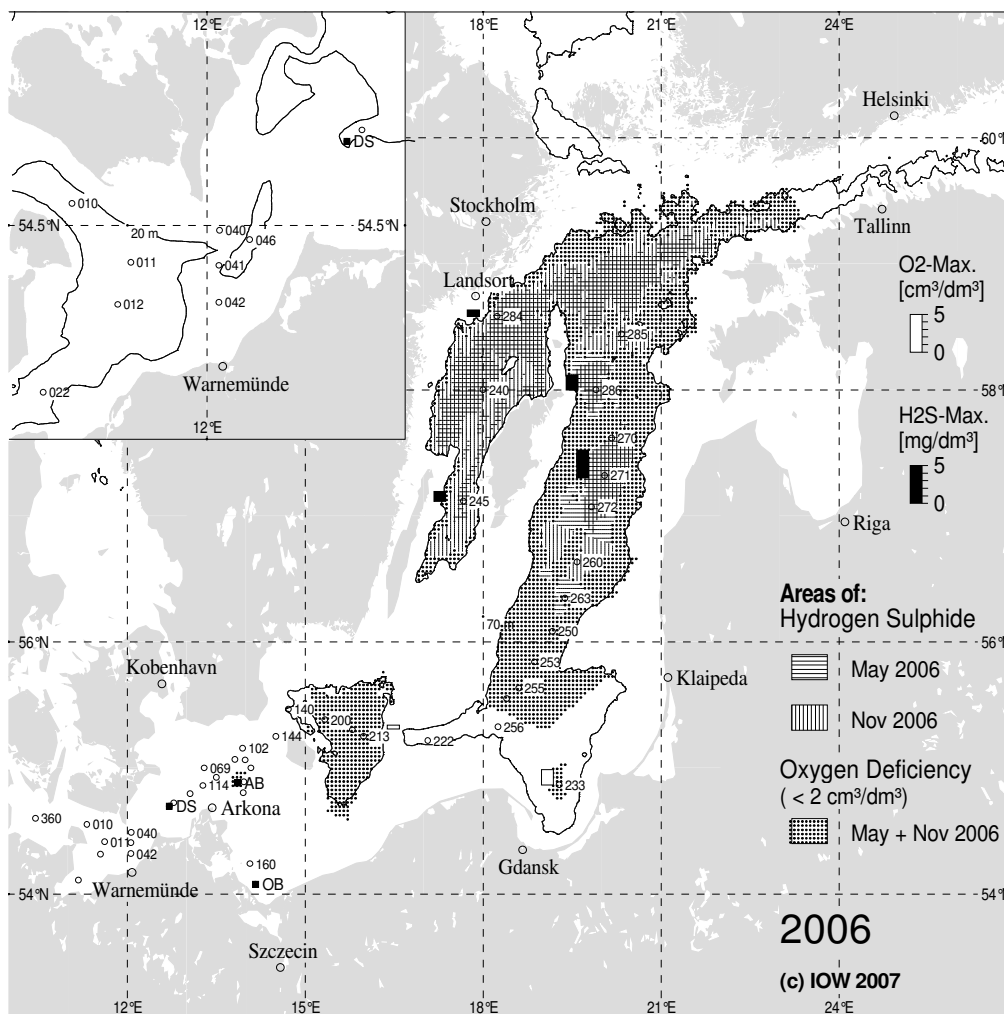 12°E
18°E
21°E
24°E
Helsinki
60°N
DS
010
Stockholm
54.5°N
20 m
040
54.5°N
046
Tallinn
011
041
O2-Max.
[cm³/dm³]
5
0
Landsort
012
042
284
285
Warnemünde
58°N
022
240
286
H2S-Max.
[mg/dm³]
5
0
12°E
270
271
245
272
Riga
260
Areas of:
Hydrogen Sulphide
263
56°N
70 m
250
56°N
Kobenhavn
253
May 2006
Klaipeda
255
140
200
Nov 2006
256
144
213
222
102
069
Oxygen Deficiency
( < 2 cm³/dm³)
114
AB
233
DS
Arkona
360
010
040
May + Nov 2006
011
042
160
Gdansk
Warnemünde
OB
54°N
54°N
2006
Szczecin
(c) IOW 2007
12°E
15°E
18°E
21°E
24°E